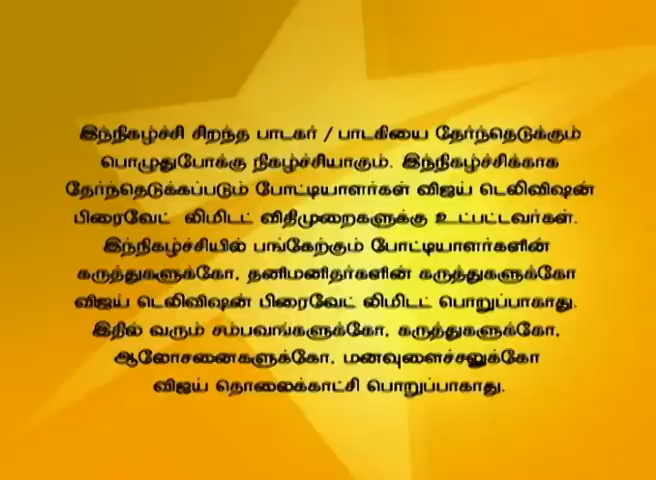 இந்நிகழ்ச்சி சிறந்த பாடகர் / பாடகியை தேர்ந்தெடுக்கும்
பொழுதுபோக்கு நிகழ்ச்சியாகும். இந்நிகழ்ச்சிக்காக
தேர்ந்தெடுக்கப்படும் போட்டியாளர்கள் விஜய் டெலிவிஷன்
பிரைவேட் லிமிடட் விதிமுறைகளுக்கு உட்பட்டவர்கள்.
இந்நிகழ்ச்சியில் பங்கேற்கும் போட்டியாளர்களின்
கருத்துகளுக்கோ, தனிமனிதர்களின் கருத்துகளுக்கோ
விஜய் டெலிவிஷன் பிரைவேட் லிமிடட் பொறுப்பாகாது.
இதில் வரும் சம்பவங்களுக்கோ, கருத்துகளுக்கோ,
ஆலோசனைகளுக்கோ, மனவுளைச்சலுக்கோ
விஜய் தொலைக்காட்சி பொறுப்பாகாது.